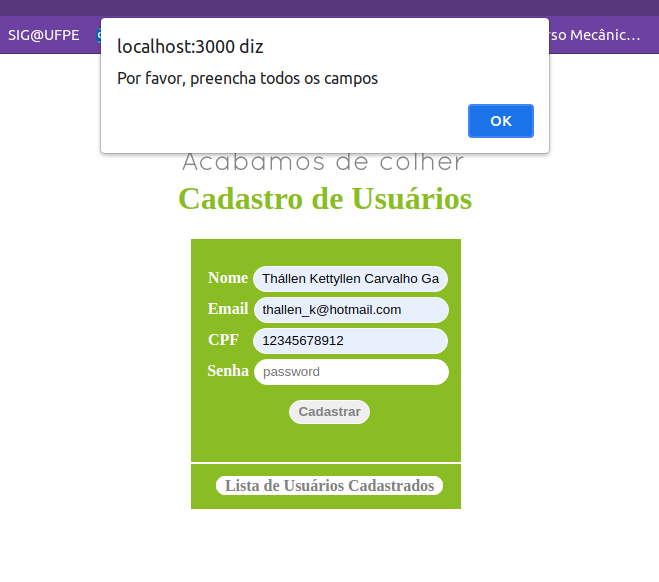 SIG@UFPE
rso Mecânic…
localhost:3000 diz
Por favor, preencha todos os campos
OK
Acabamos de colher
Cadastro de Usuários
Nome Thállen Kettyllen Carvalho Ga
Email thallen_k@hotmail.com
CPF 12345678912
Senha password
Cadastrar
Lista de Usuários Cadastrados